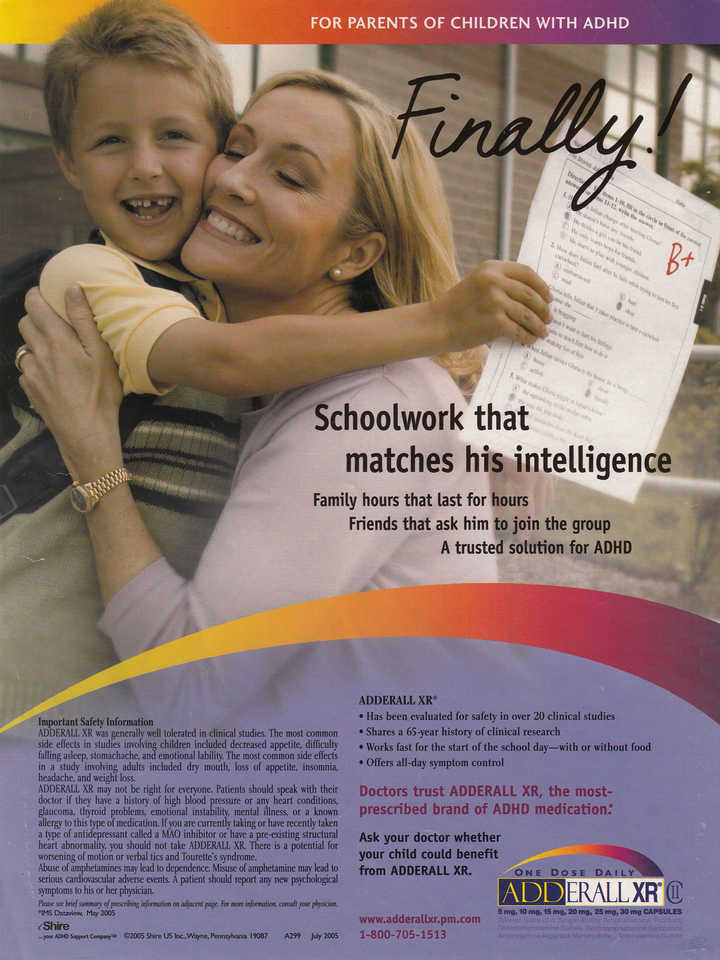 FOR PARENTS OF CHILDREN WITH ADHD
Finally!
B+
Schoolwork that
matches his intelligence
Family hours that last for hours
Friends that ask him to join the group
A trusted solution for ADHD
Important Safety Information
ADDERALL XR was generally well tolerated in clinical studies. The most common
side effects in studies involving children included decreased appetite, difficulty
falling asleep, stomachache, and emotional lability. The most common side effects
in a study involving adults included dry mouth, loss of appetite, insomnia,
headache, and weight loss.
ADDERALL XR may not be right for everyone. Patients should speak with their
doctor if they have a history of high blood pressure or any heart conditions,
glaucoma, thyroid problems, emotional instability, mental illness, or a known
allergy to this type of medication. If you are currently taking or have recently taken
a type of antidepressant called a MAO inhibitor or have a pre-existing structural
heart abnormality, you should not take ADDERALL XR. There is a potential for
worsening of motion or verbal tics and Tourette's syndrome.
Abuse of amphetamines may lead to dependence. Misuse of amphetamine may lead to
serious cardiovascular adverse events. A patient should report any new psychological
symptoms to his or her physician.
Please see brief summary of prescribing information on adjacent page. For more information, consult your physician.
*IMS Dataview, May 2005
Shire
... your ADHD Support Company™ ©2005 Shire US Inc., Wayne, Pennsylvania 19087 A299 July 2005
ADDERALL XR®
• Has been evaluated for safety in over 20 clinical studies
• Shares a 65-year history of clinical research
• Works fast for the start of the school day—with or without food
• Offers all-day symptom control
Doctors trust ADDERALL XR, the most-
prescribed brand of ADHD medication.*
Ask your doctor whether
your child could benefit
from ADDERALL XR.
www.adderallxr.pm.com
1-800-705-1513
ONE DOSE DAILY
ADDERALL XR® CII
5 mg, 10 mg, 15 mg, 20 mg, 25 mg, 30 mg CAPSULES